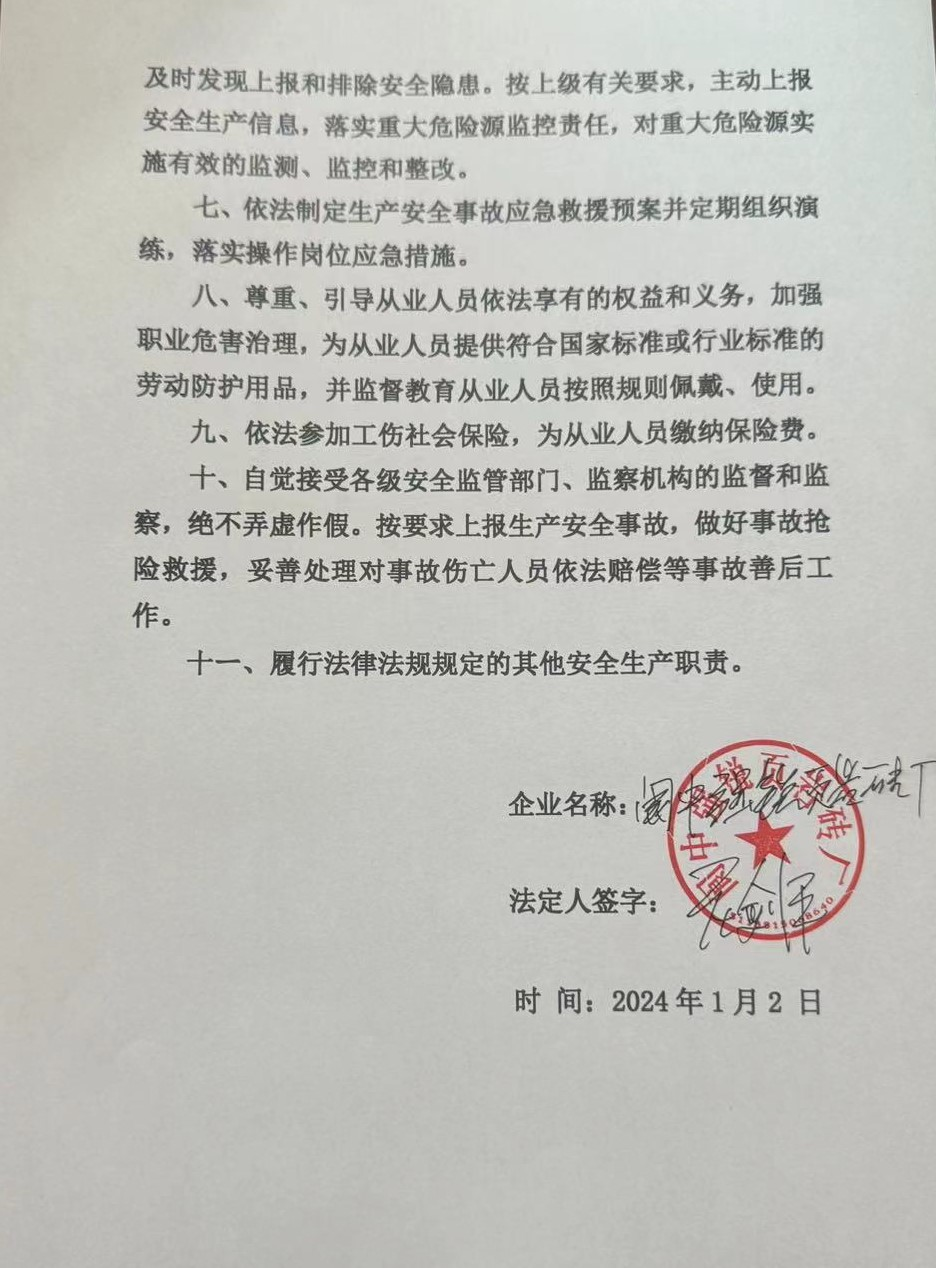 及时发现上报和排除安全隐患。按上级有关要求，主动上报
安全生产信息，落实重大危险源监控责任，对重大危险源实
施有效的监测、监控和整改。
七、依法制定生产安全事故应急救援预案并定期组织演
练，落实操作岗位应急措施。
八、尊重、引导从业人员依法享有的权益和义务，加强
职业危害治理，为从业人员提供符合国家标准或行业标准的
劳动防护用品，并监督教育从业人员按照规则佩戴、使用。
九、依法参加工伤社会保险，为从业人员缴纳保险费。
十、自觉接受各级安全监管部门、监察机构的监督和监
察，绝不弄虚作假。按要求上报生产安全事故，做好事故抢
险救援，妥善处理对事故伤亡人员依法赔偿等事故善后工
作。
十一、履行法律法规规定的其他安全生产职责。
企业名称：阆中 页岩砖厂
法定人签字：
时 间：2024年1月2 日